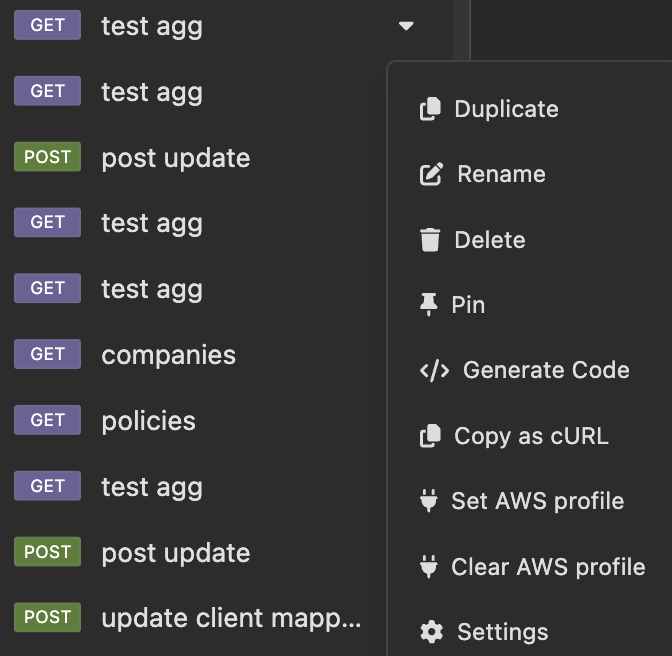 GET test agg
GET test agg
POST post update
GET test agg
GET test agg
GET companies
GET policies
GET test agg
POST post update
POST update client mapp...
Duplicate
Rename
Delete
Pin
</> Generate Code
Copy as cURL
Set AWS profile
Clear AWS profile
Settings